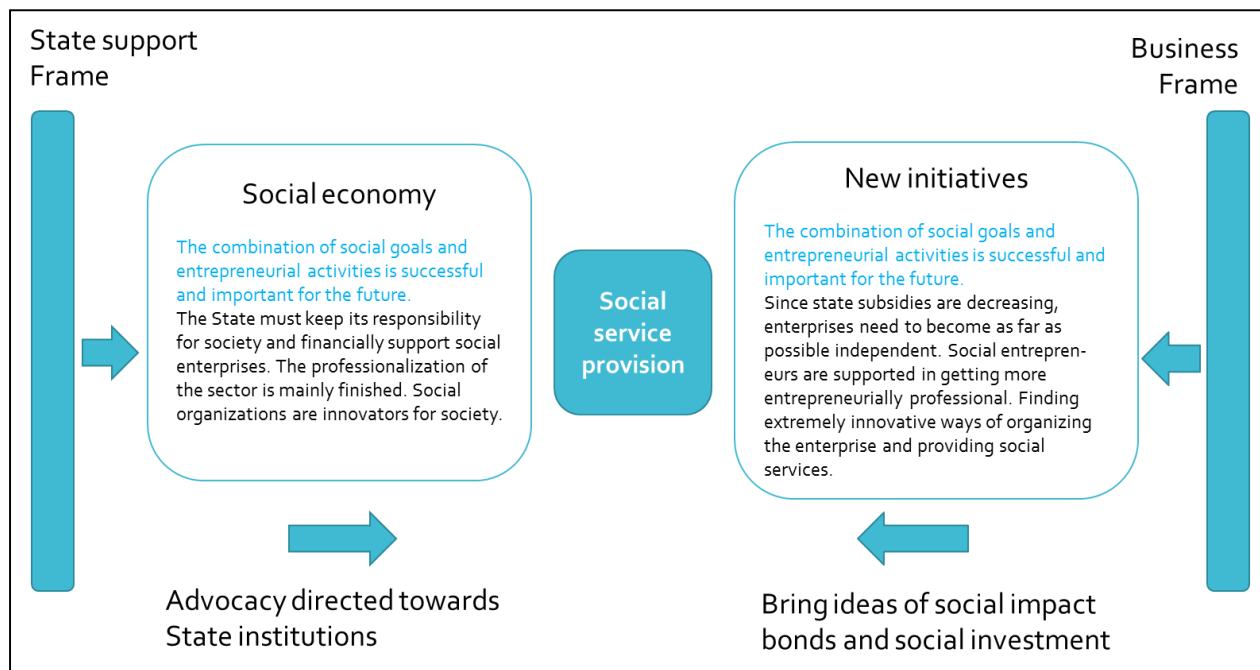 State support
Frame
Business
Frame
Social economy
The combination of social goals and
entrepreneurial activities is successful
and important for the future.
The State must keep its responsibility
for society and financially support social
enterprises. The professionalization of
the sector is mainly finished. Social
organizations are innovators for society.
Social
service
provision
New initiatives
The combination of social goals and
entrepreneurial activities is successful and
important for the future.
Since state subsidies are decreasing,
enterprises need to become as far as
possible independent. Social entrepren-
eurs are supported in getting more
entrepreneurially professional. Finding
extremely innovative ways of organizing
the enterprise and providing social
services.
Advocacy directed towards
State institutions
Bring ideas of social impact
bonds and social investment